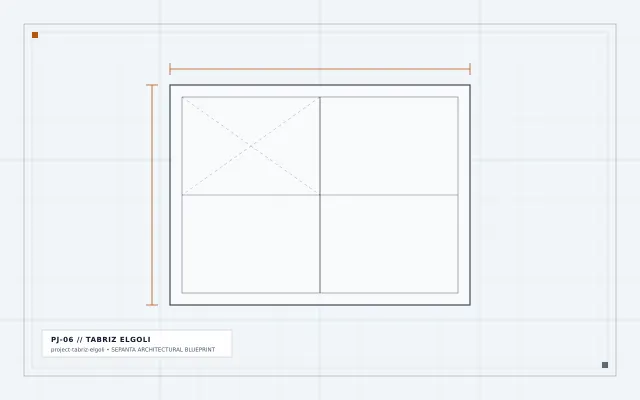 PJ-06 // TABRIZ ELGOLI
project-tabriz-elgoli • SEPANTA ARCHITECTURAL BLUEPRINT